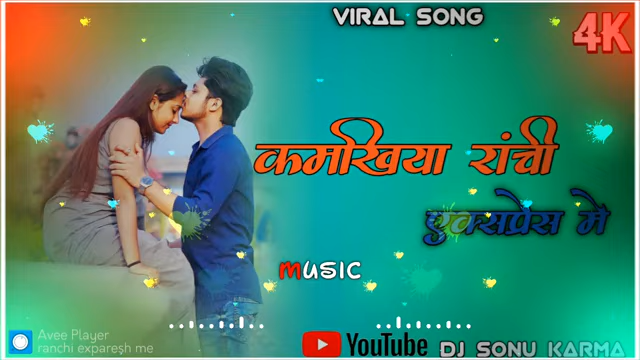 VIRAL SONG
4K
कमखिया रांची
एक्सप्रेस मे
MUSIC
Avee Player
ranchi exparesh me
YouTube
DJ SONU KARMA